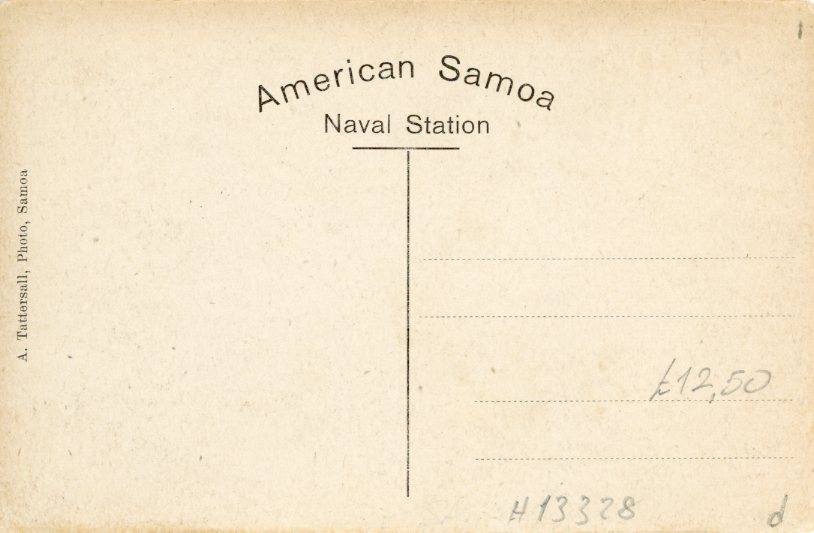 American Samoa
Naval Station
A. Tattersall, Photo, Samoa
£12,50
H13328
d